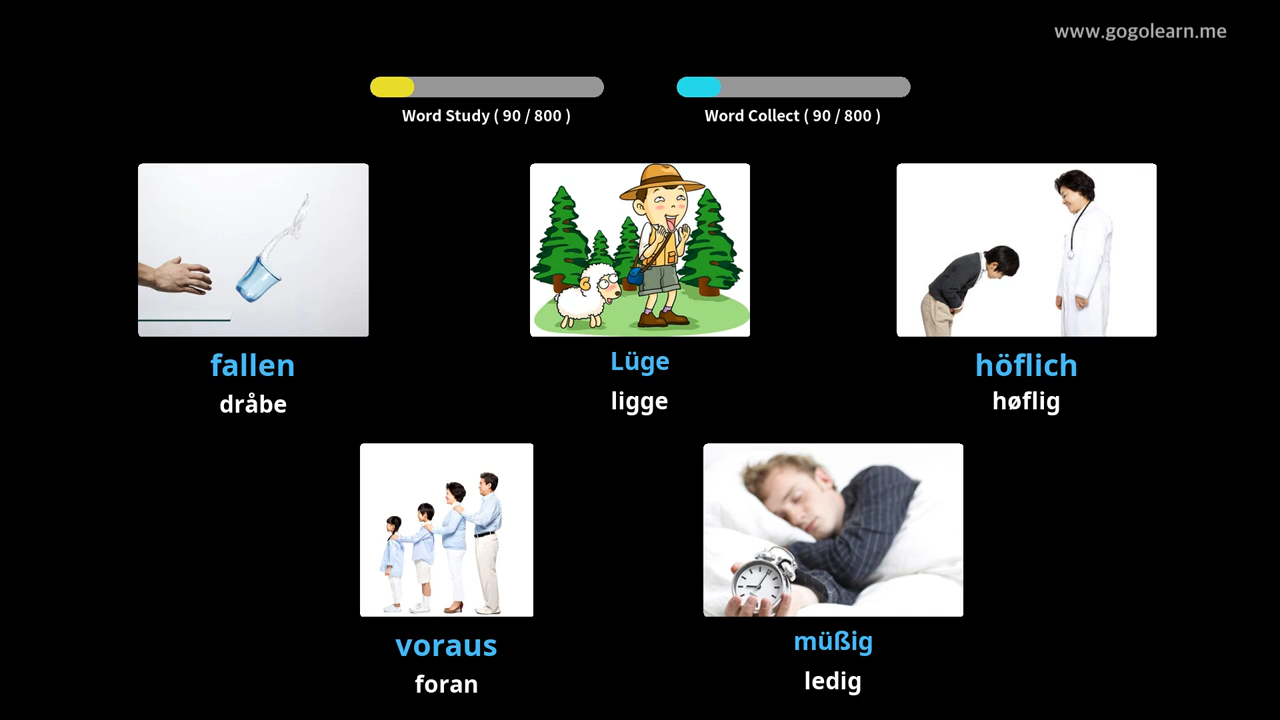 www.gogolearn.me
Word Study ( 90 / 800 )
Word Collect ( 90 / 800 )
fallen
dråbe
Lüge
ligge
höflich
høflig
voraus
foran
müßig
ledig